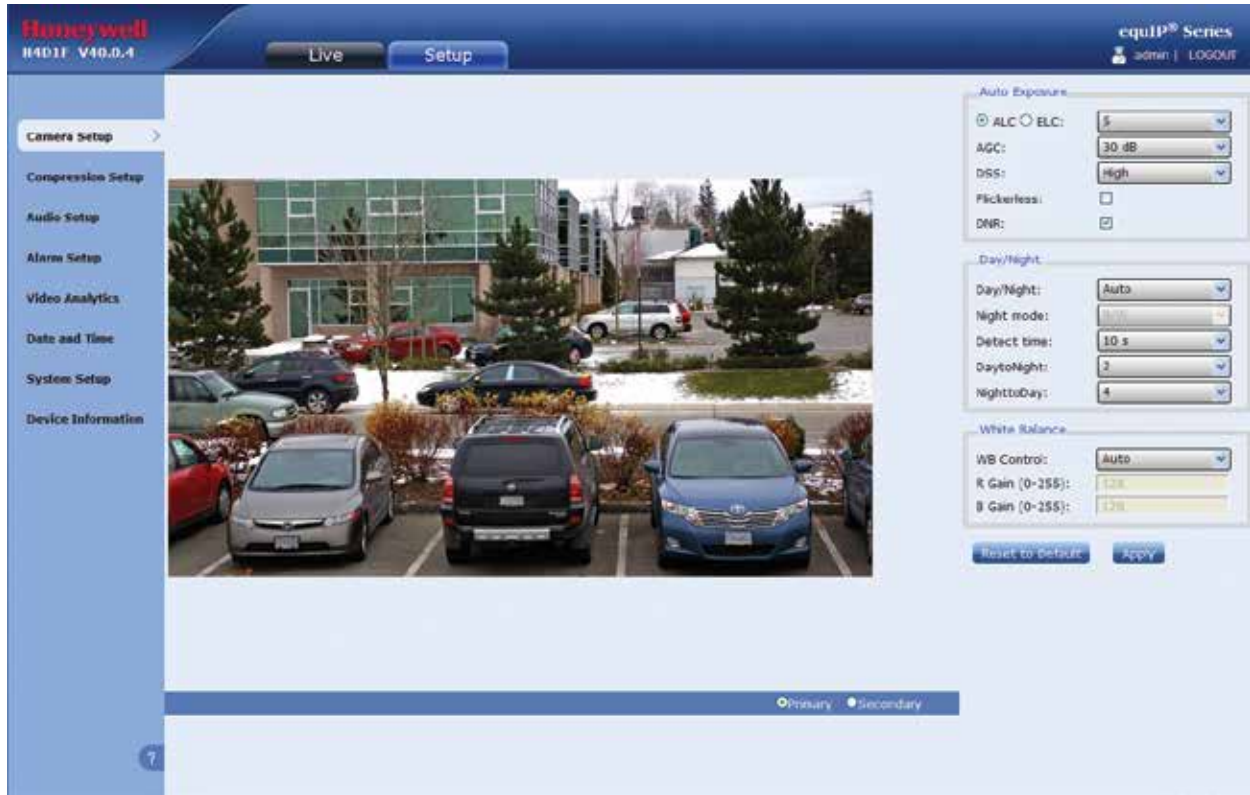 Honeywell
H4D1F V40.0.4
Live
Setup
equIP® Series
admin | LOGOUT
Camera Setup
Compression Setup
Audio Setup
Alarm Setup
Video Analytics
Date and Time
System Setup
Device Information
Auto Exposure
ALC ELC: 5
AGC: 30 dB
DSS: High
Flickerless:
DNR:
Day/Night
Day/Night: Auto
Night mode: B/W
Detect time: 10 s
DaytoNight: 2
NighttoDay: 4
White Balance
WB Control: Auto
R Gain (0-255): 128
B Gain (0-255): 128
Reset to Default Apply
Primary Secondary